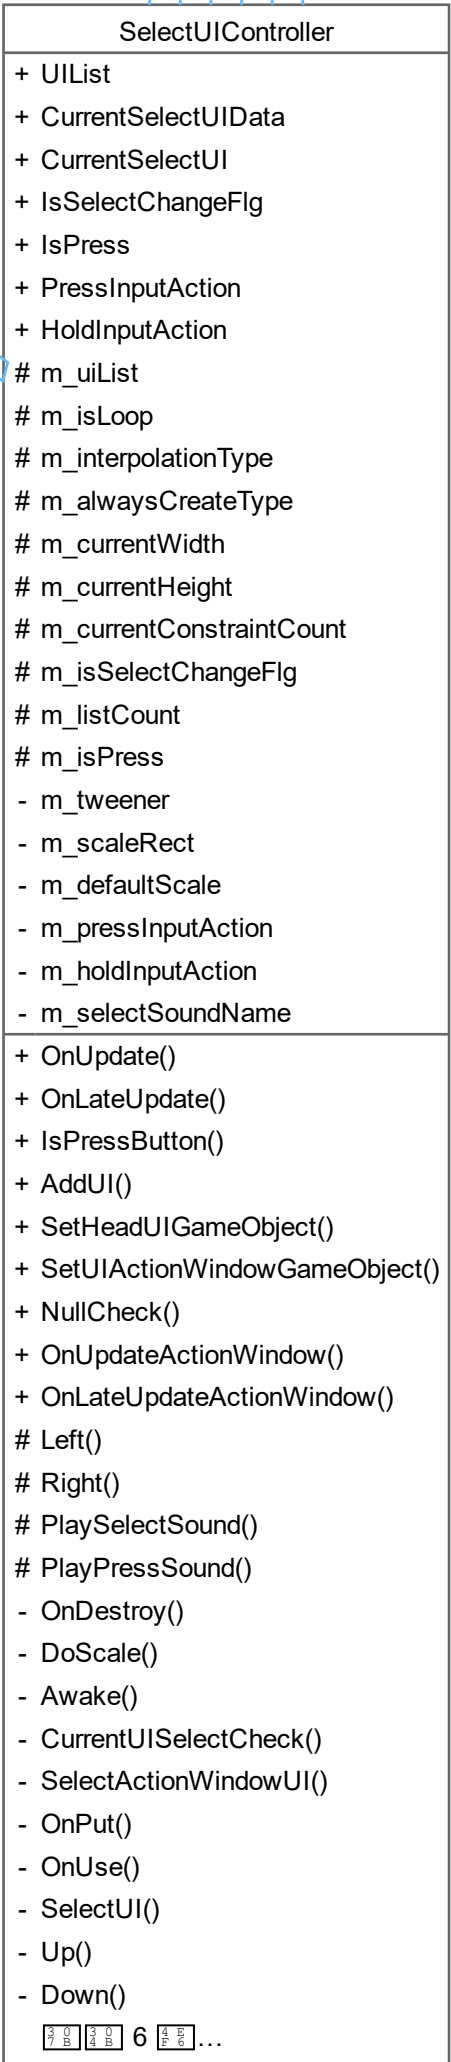 SelectUIController
+ UIList
+ CurrentSelectUIData
+ CurrentSelectUI
+ IsSelectChangeFlg
+ IsPress
+ PressInputAction
+ HoldInputAction
# m_uiList
# m_isLoop
# m_interpolationType
# m_alwaysCreateType
# m_currentWidth
# m_currentHeight
# m_currentConstraintCount
# m_isSelectChangeFlg
# m_listCount
# m_isPress
- m_tweener
- m_scaleRect
- m_defaultScale
- m_pressInputAction
- m_holdInputAction
- m_selectSoundName
+ OnUpdate()
+ OnLateUpdate()
+ IsPressButton()
+ AddUI()
+ SetHeadUIGameObject()
+ SetUIActionWindowGameObject()
+ NullCheck()
+ OnUpdateActionWindow()
+ OnLateUpdateActionWindow()
# Left()
# Right()
# PlaySelectSound()
# PlayPressSound()
- OnDestroy()
- DoScale()
- Awake()
- CurrentUISelectCheck()
- SelectActionWindowUI()
- OnPut()
- OnUse()
- SelectUI()
- Up()
- Down()
6 ...